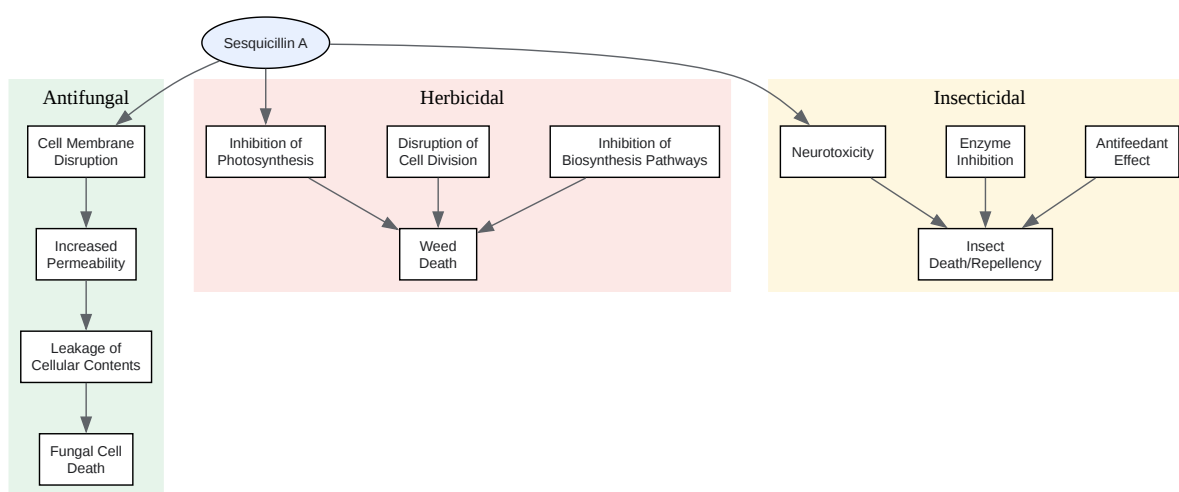 Sesquicillin A
Antifungal
Cell Membrane
Disruption
Increased
Permeability
Leakage of
Cellular Contents
Fungal Cell
Death
Herbicidal
Inhibition of
Photosynthesis
Disruption of
Cell Division
Inhibition of
Biosynthesis Pathways
Weed
Death
Insecticidal
Neurotoxicity
Enzyme
Inhibition
Antifeedant
Effect
Insect
Death/Repellency